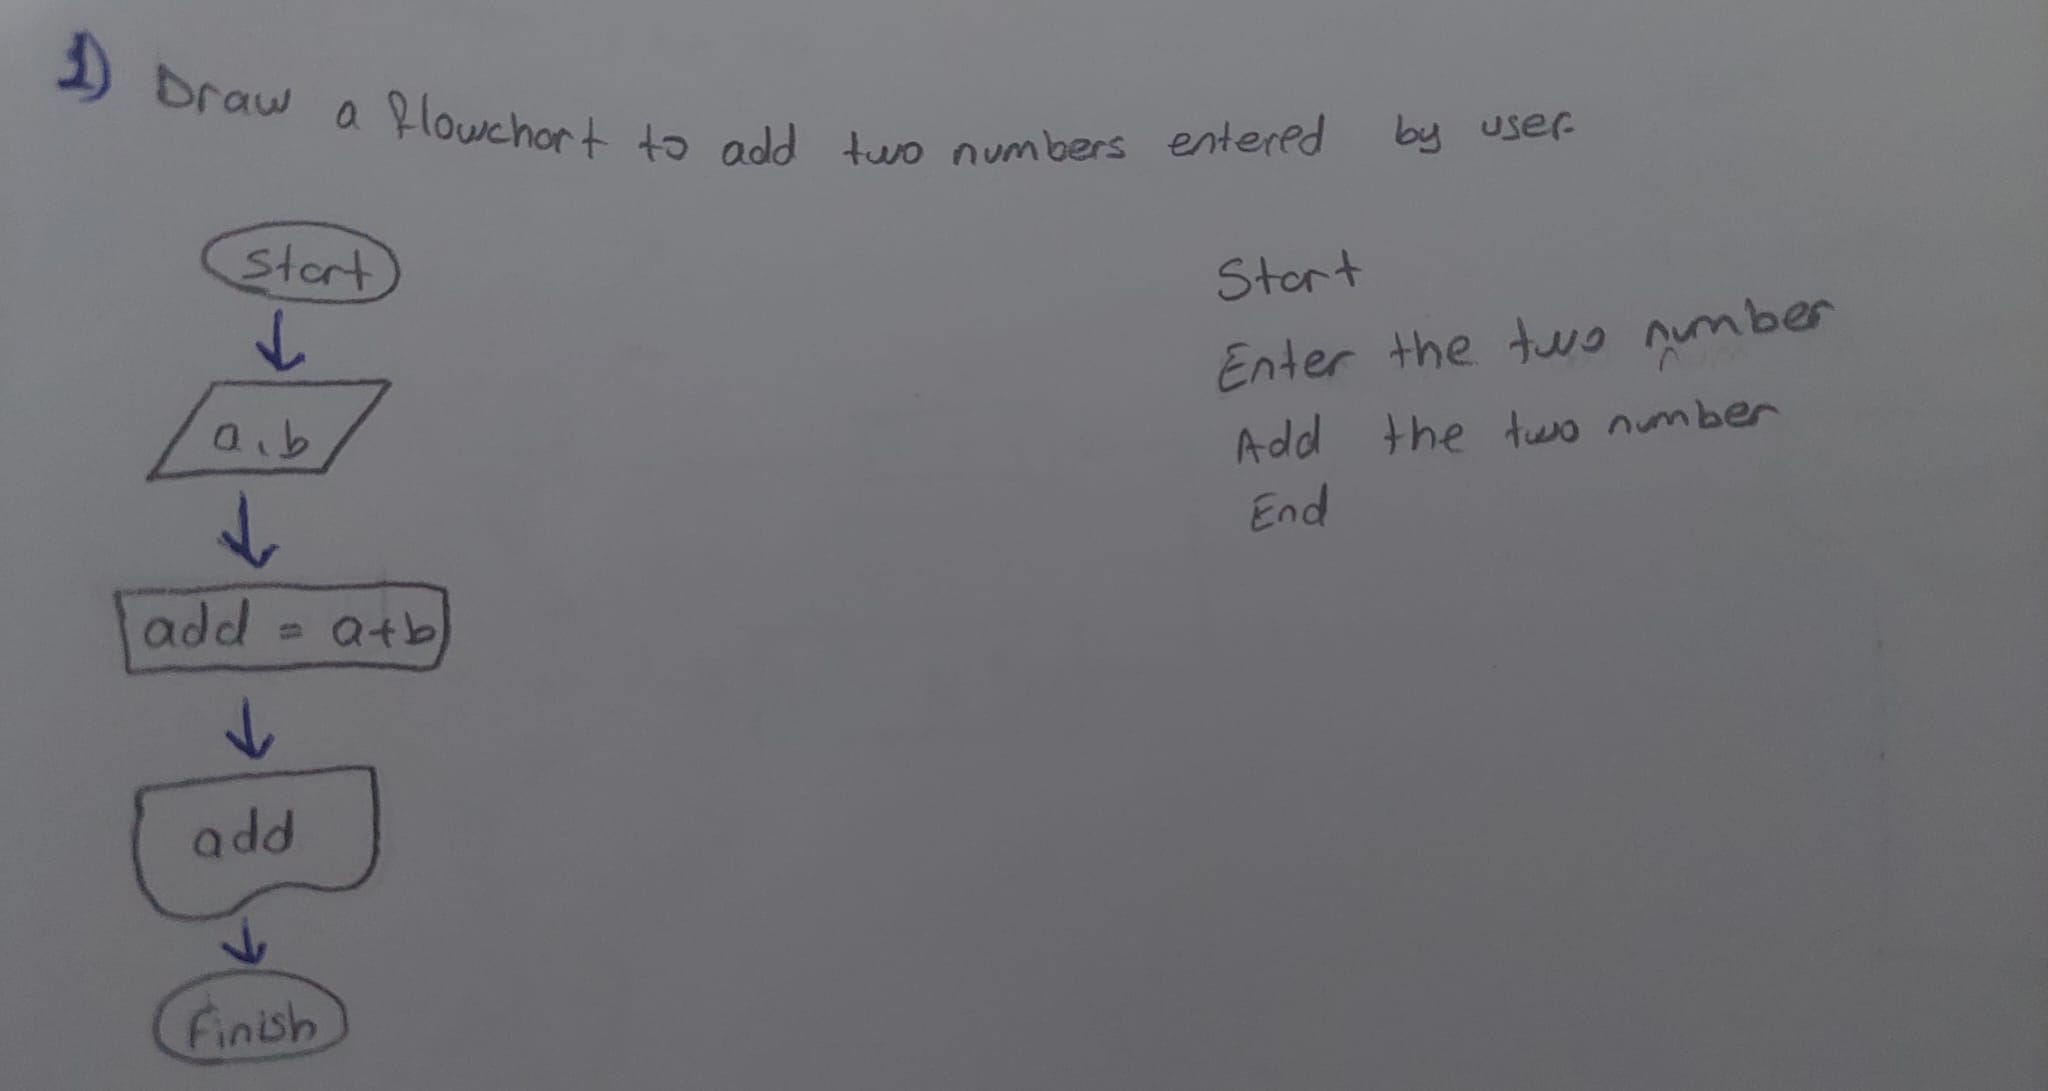 1) Draw a flowchart to add two numbers entered by user.
Start
a, b
add = a+b
add
Finish
Start
Enter the two number
Add the two number
End